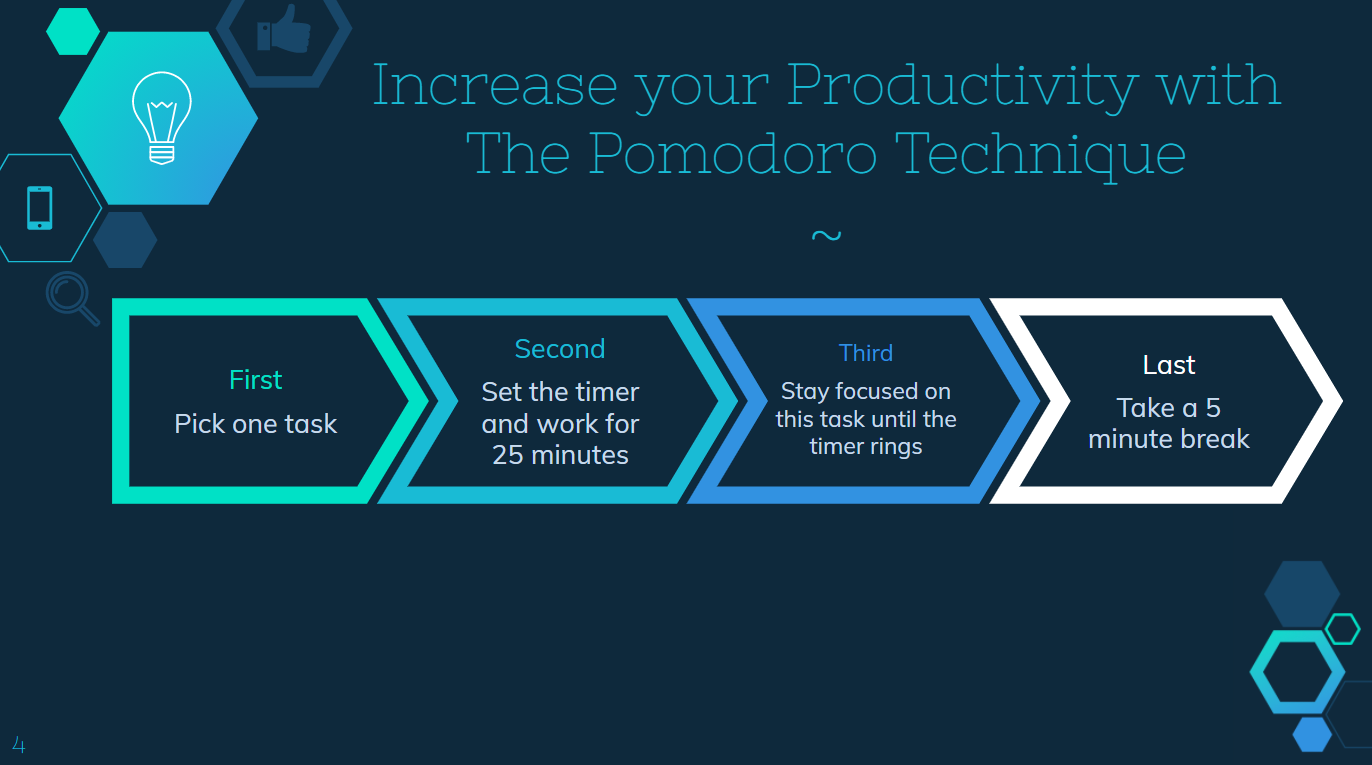 Increase your Productivity with
The Pomodoro Technique
~
First
Pick one task
Second
Set the timer
and work for
25 minutes
Third
Stay focused on
this task until the
timer rings
Last
Take a 5
minute break
4